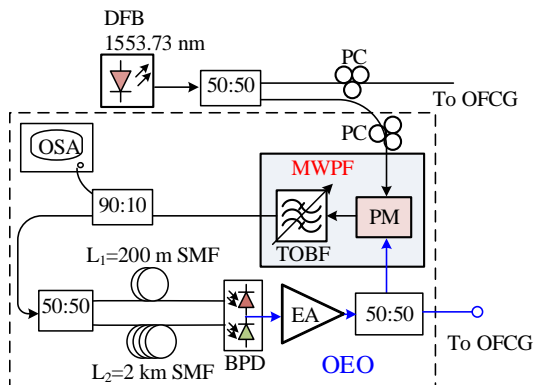 DFB
1553.73 nm
50:50
PC
To OFCG
PC
OSA
MWPF
90:10
TOBF
PM
L₁=200 m SMF
50:50
EA
50:50
L₂=2 km SMF
BPD
OEO
To OFCG